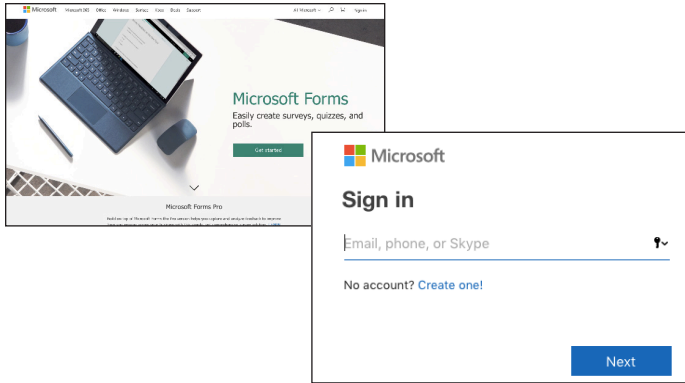 Microsoft Microsoft 365 Office Windows Surface Xbox Deals Support All Microsoft Sign in
Microsoft Forms
Easily create surveys, quizzes, and
polls.
Get started
Microsoft Forms Pro
Microsoft
Sign in
Email, phone, or Skype
No account? Create one!
Next